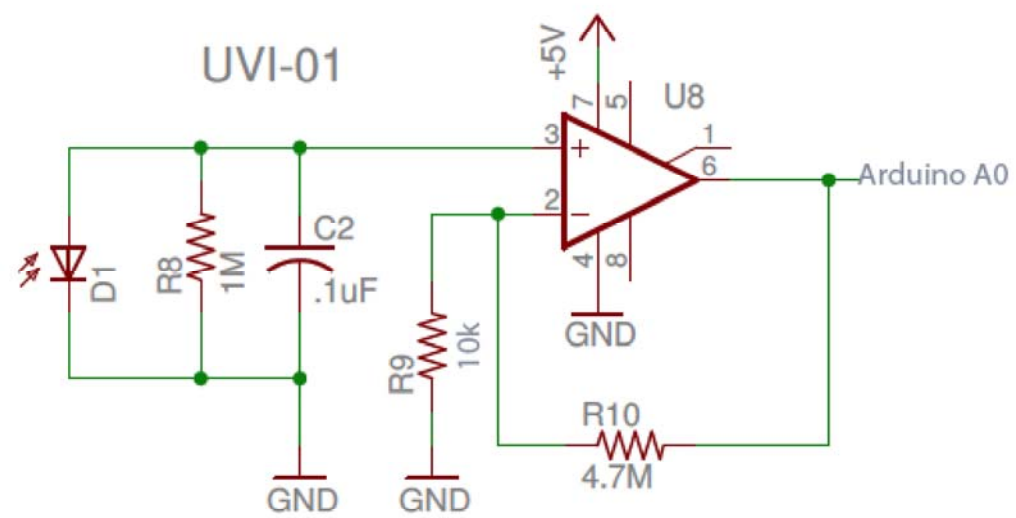 UVI-01
+5V
7
5
U8
3
+
1
6
Arduino A0
2
−
4
8
GND
D1
R8
1M
C2
.1uF
R9
10k
R10
4.7M
GND
GND